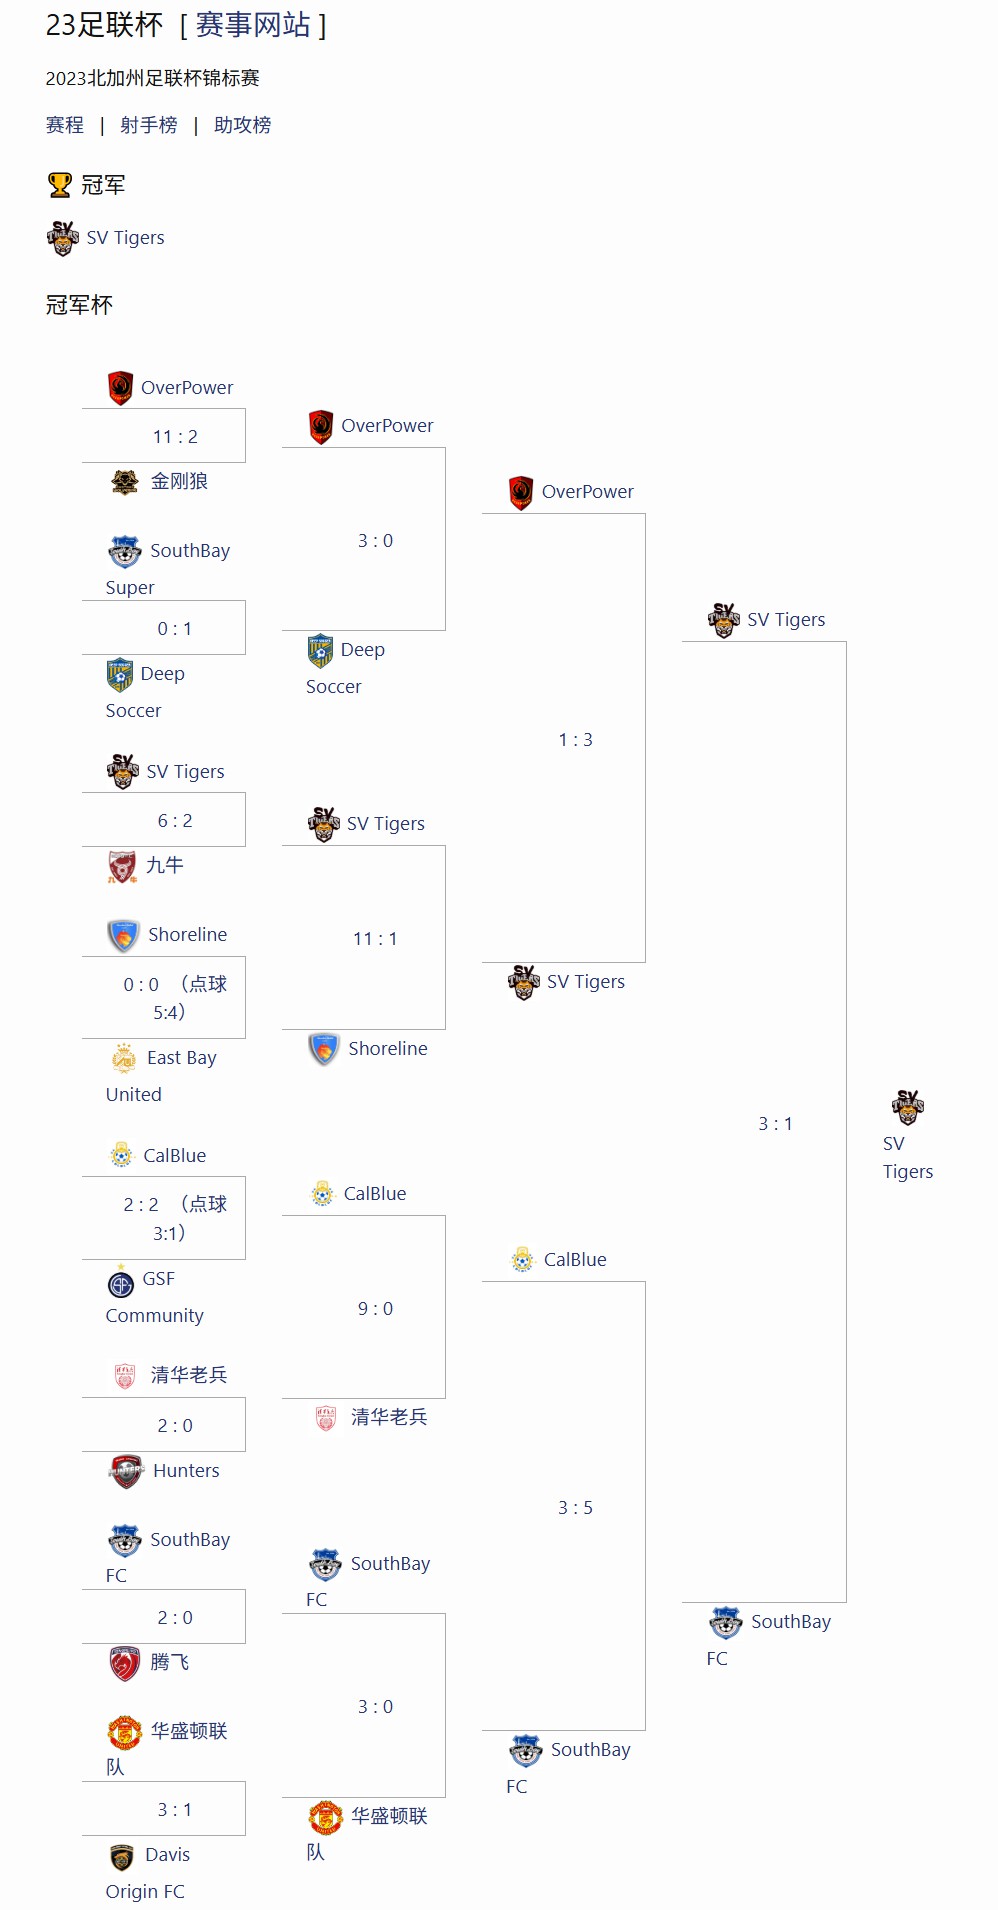 23足联杯 [ 赛事网站 ]
2023北加州足联杯锦标赛
赛程 | 射手榜 | 助攻榜
冠军
SV Tigers
冠军杯
OverPower
11 : 2
金刚狼
SouthBay
Super
0 : 1
Deep
Soccer
SV Tigers
6 : 2
九牛
Shoreline
0 : 0 （点球
5:4）
East Bay
United
CalBlue
2 : 2 （点球
3:1）
GSF
Community
清华老兵
2 : 0
Hunters
SouthBay
FC
2 : 0
腾飞
华盛顿联
队
3 : 1
Davis
Origin FC
OverPower
3 : 0
Deep
Soccer
SV Tigers
11 : 1
Shoreline
CalBlue
9 : 0
清华老兵
SouthBay
FC
3 : 0
华盛顿联
队
OverPower
1 : 3
SV Tigers
CalBlue
3 : 5
SouthBay
FC
SV Tigers
3 : 1
SouthBay
FC
SV
Tigers